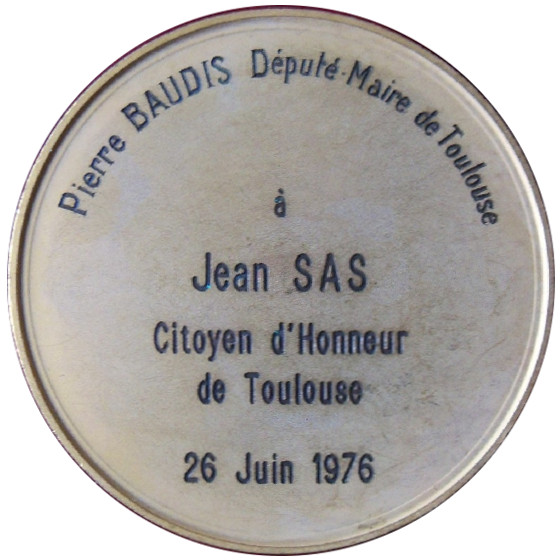 Pierre BAUDIS Député-Maire de Toulouse
à
Jean SAS
Citoyen d'Honneur
de Toulouse
26 Juin 1976